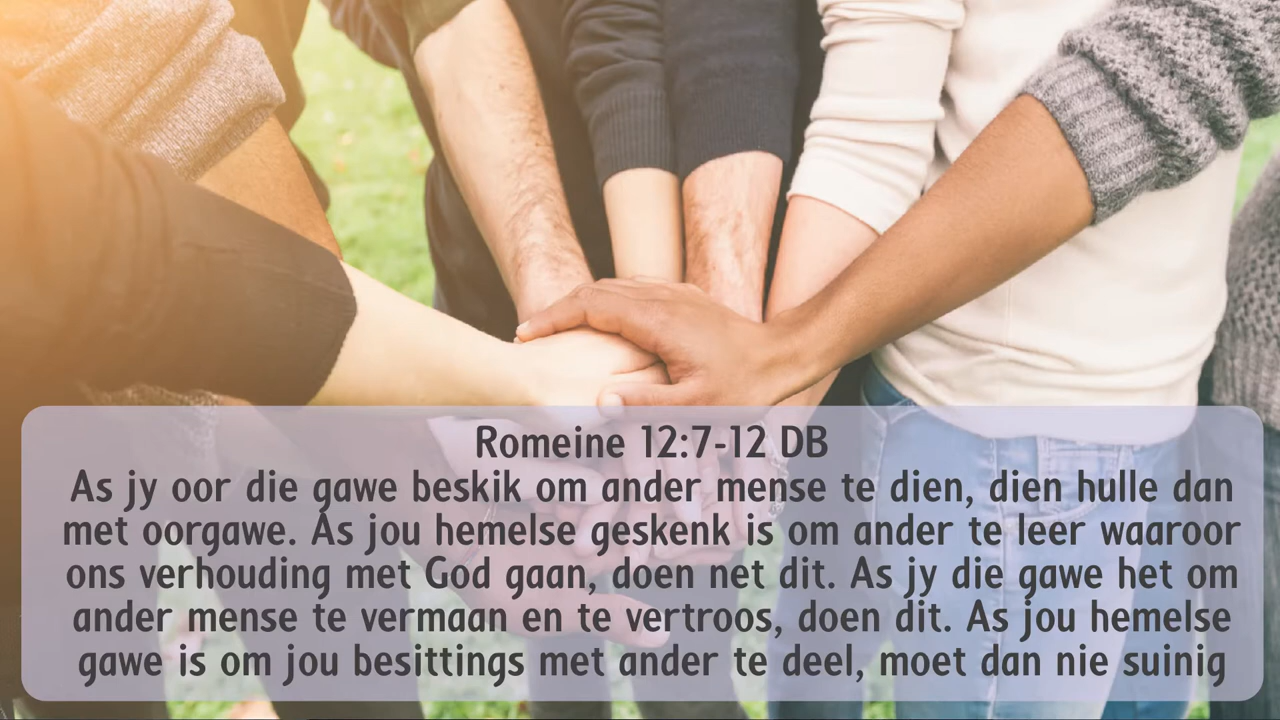 Romeine 12:7-12 DB
As jy oor die gawe beskik om ander mense te dien, dien hulle dan
met oorgawe. As jou hemelse geskenk is om ander te leer waaroor
ons verhouding met God gaan, doen net dit. As jy die gawe het om
ander mense te vermaan en te vertroos, doen dit. As jou hemelse
gawe is om jou besittings met ander te deel, moet dan nie suinig